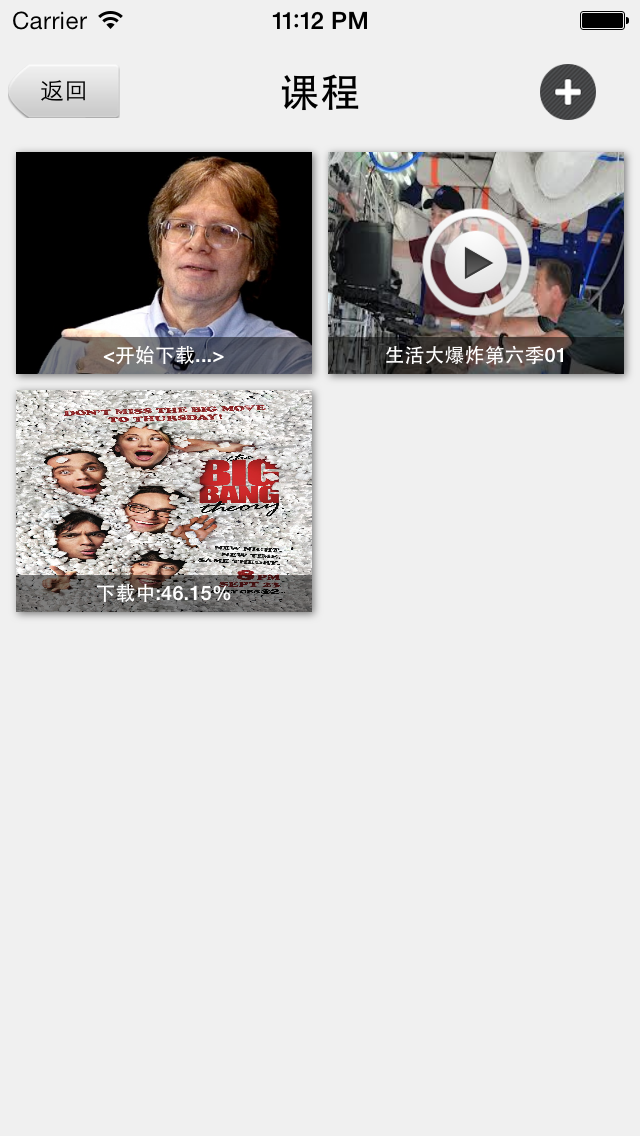 Carrier
11:12 PM
返回
课程
<开始下载...>
生活大爆炸第六季01
DON'T MISS THE BIG MOVE
TO THURSDAY!
the
BIG
BANG
theory
NEW NIGHT.
NEW TIME.
SAME THEORY.
8 PM
SEPT 23
下载中:46.15%